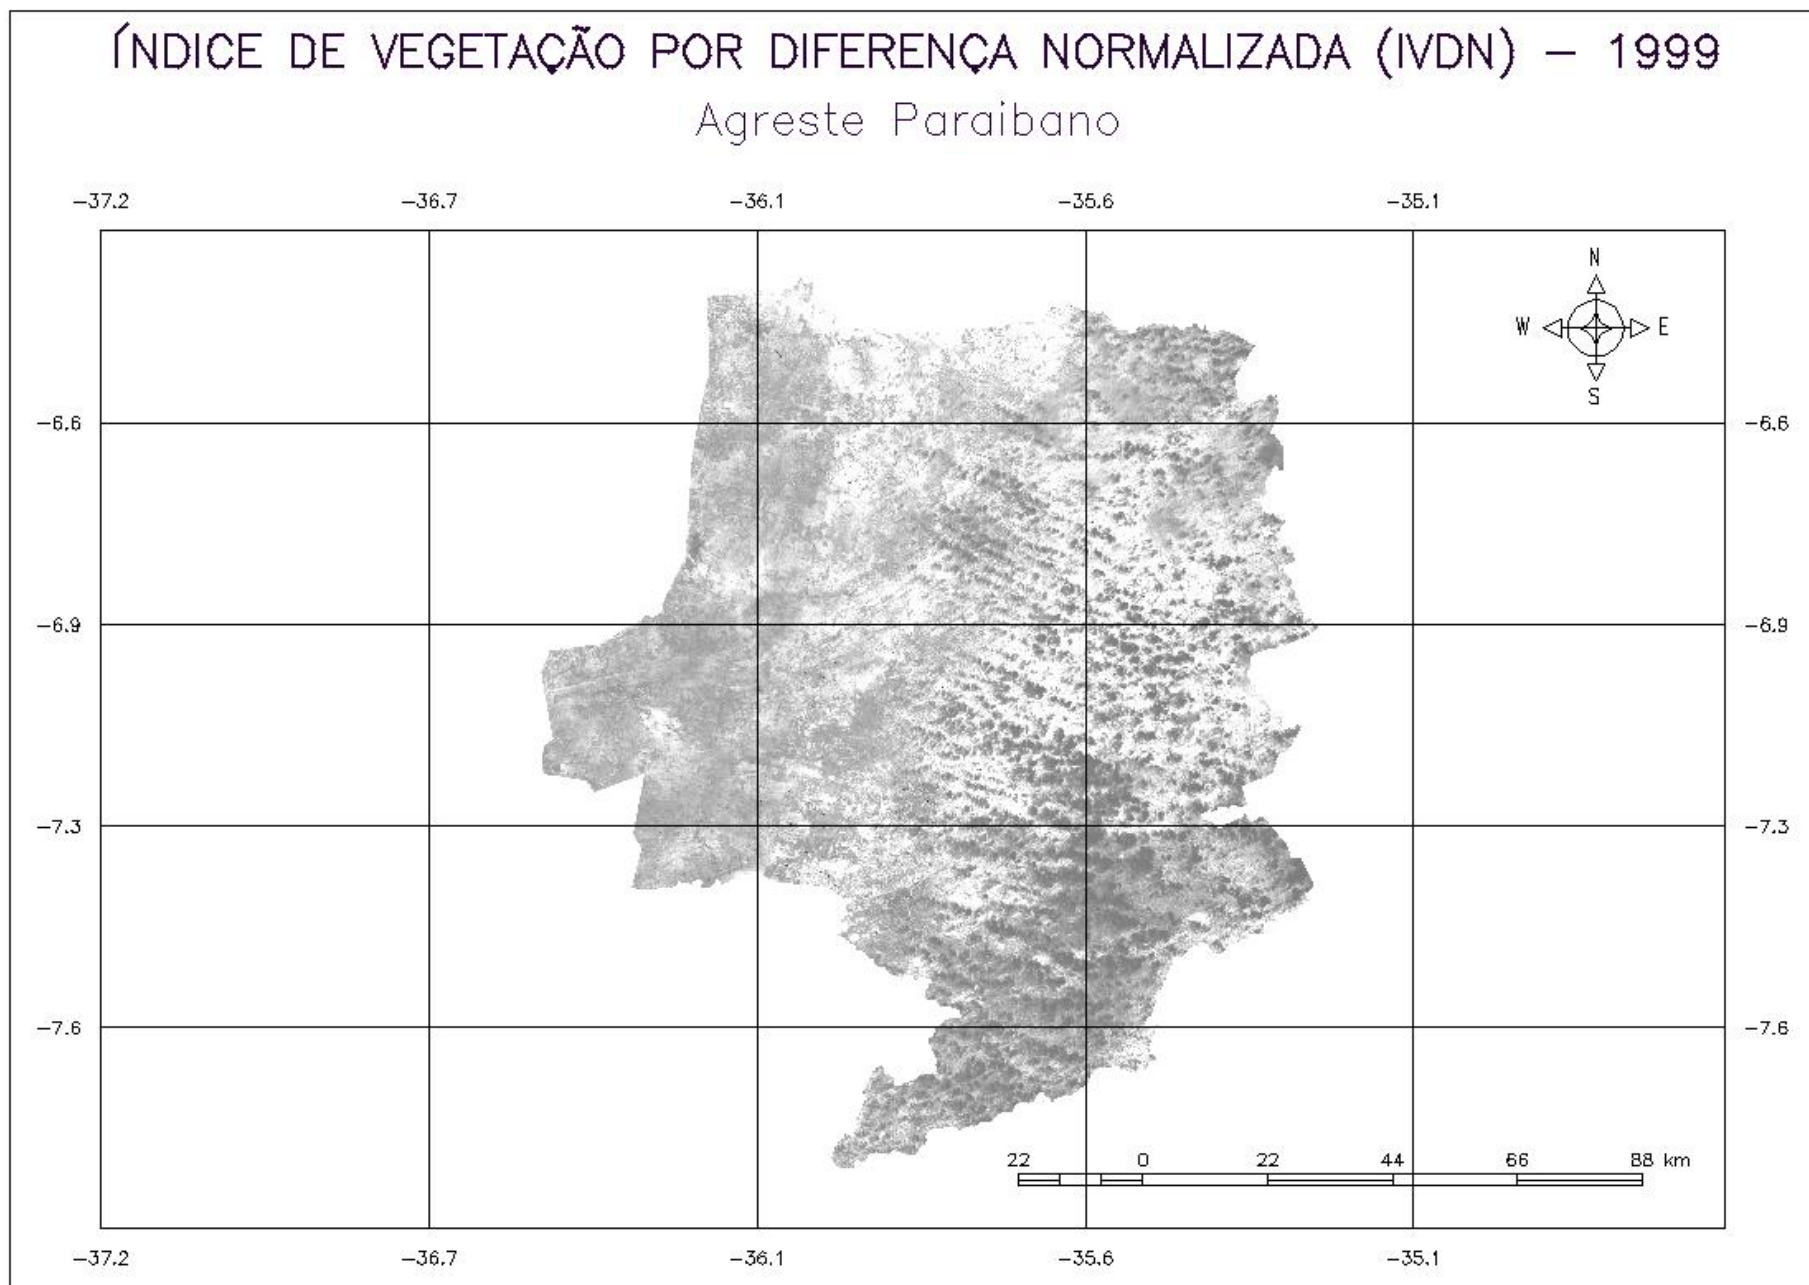 ÍNDICE DE VEGETAÇÃO POR DIFERENÇA NORMALIZADA (IVDN) – 1999
Agreste Paraibano
-37.2 -36.7 -36.1 -35.6 -35.1
N
W E
S
-6.6 -6.6
-6.9 -6.9
-7.3 -7.3
-7.6 -7.6
22 0 22 44 66 88 km
-37.2 -36.7 -36.1 -35.6 -35.1